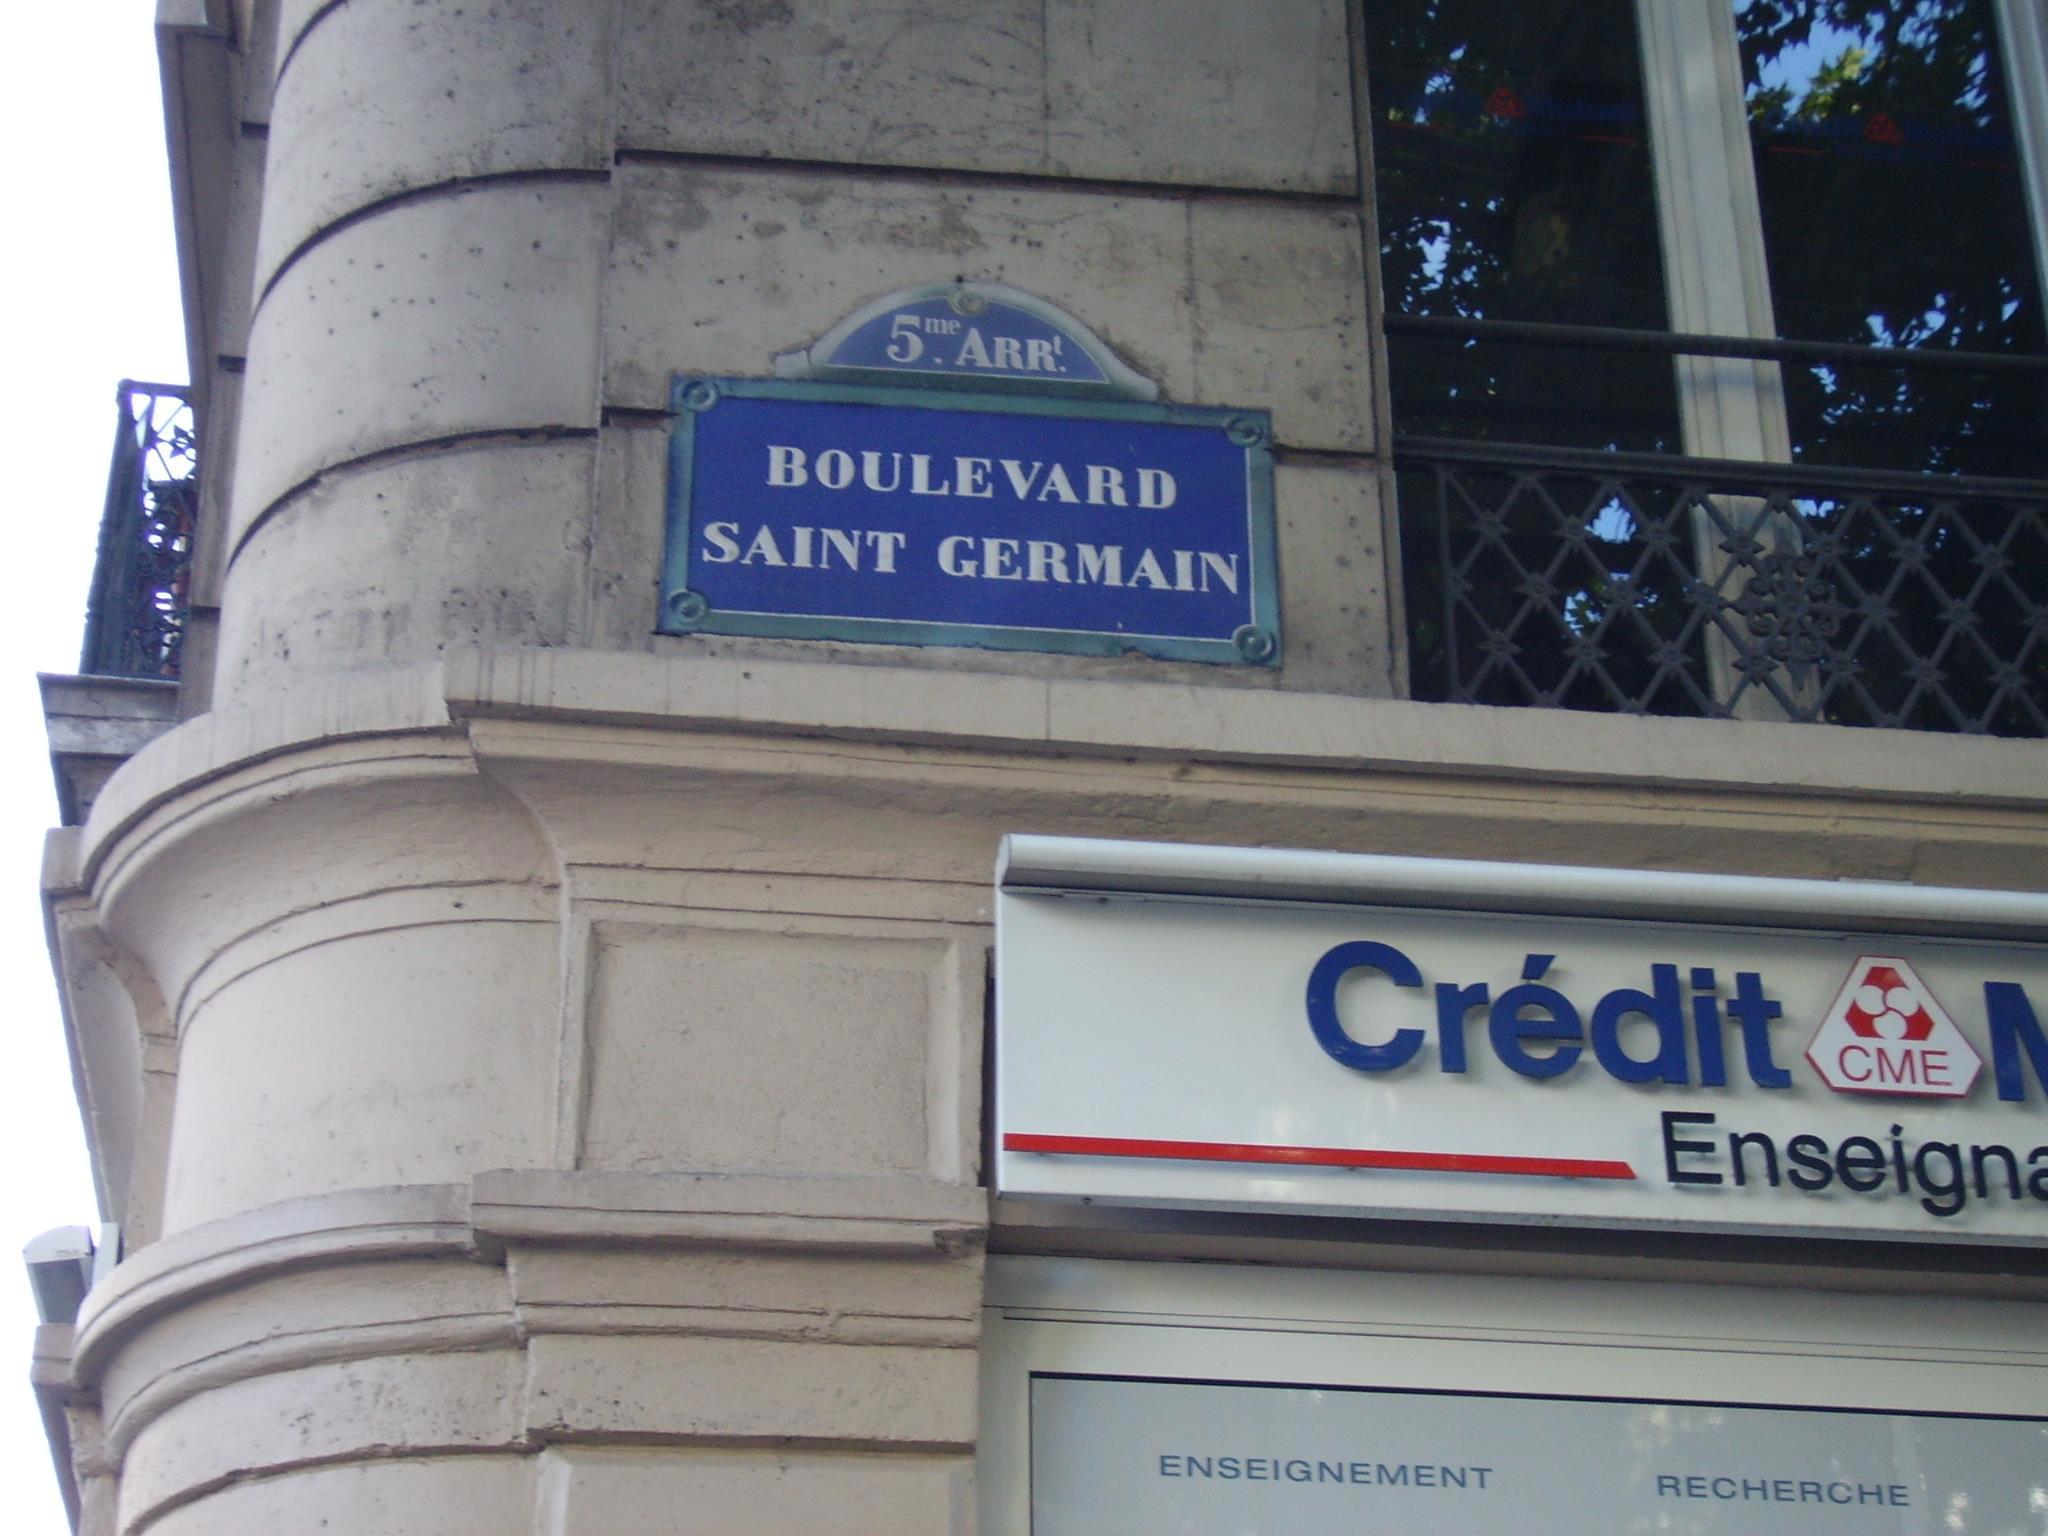 5me. ARRt.
BOULEVARD
SAINT GERMAIN
Crédit CME M
Enseigna
ENSEIGNEMENT RECHERCHE